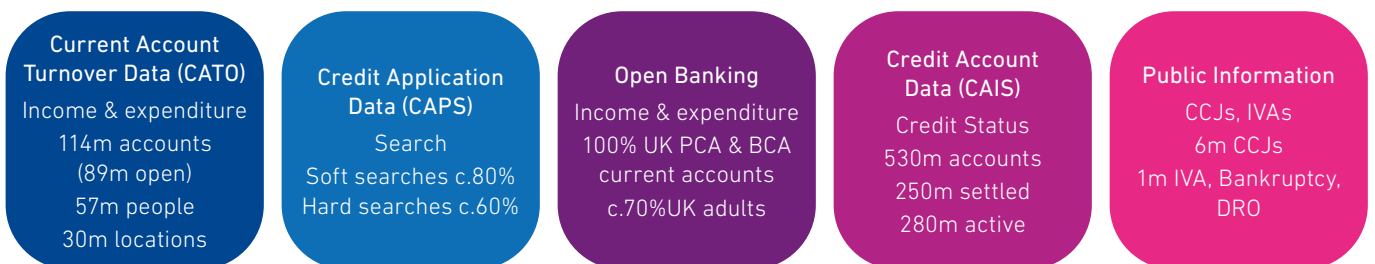 Current Account
Turnover Data (CATO)
Income & expenditure
114m accounts
(89m open)
57m people
30m locations
Credit Application
Data (CAPS)
Search
Soft searches c.80%
Hard searches c.60%
Open Banking
Income & expenditure
100% UK PCA & BCA
current accounts
c.70%UK adults
Credit Account
Data (CAIS)
Credit Status
530m accounts
250m settled
280m active
Public Information
CCJs, IVAs
6m CCJs
1m IVA, Bankruptcy,
DRO